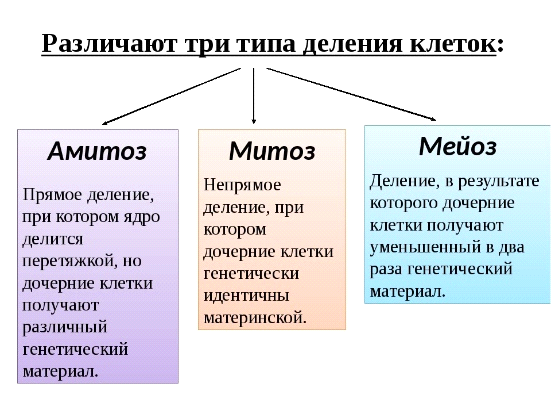 Различают три типа деления клеток:
Амитоз
Прямое деление,
при котором ядро
делится
перетяжкой, но
дочерние клетки
получают
различный
генетический
материал.
Митоз
Непрямое
деление, при
котором
дочерние клетки
генетически
идентичны
материнской.
Мейоз
Деление, в результате
которого дочерние
клетки получают
уменьшенный в два
раза генетический
материал.